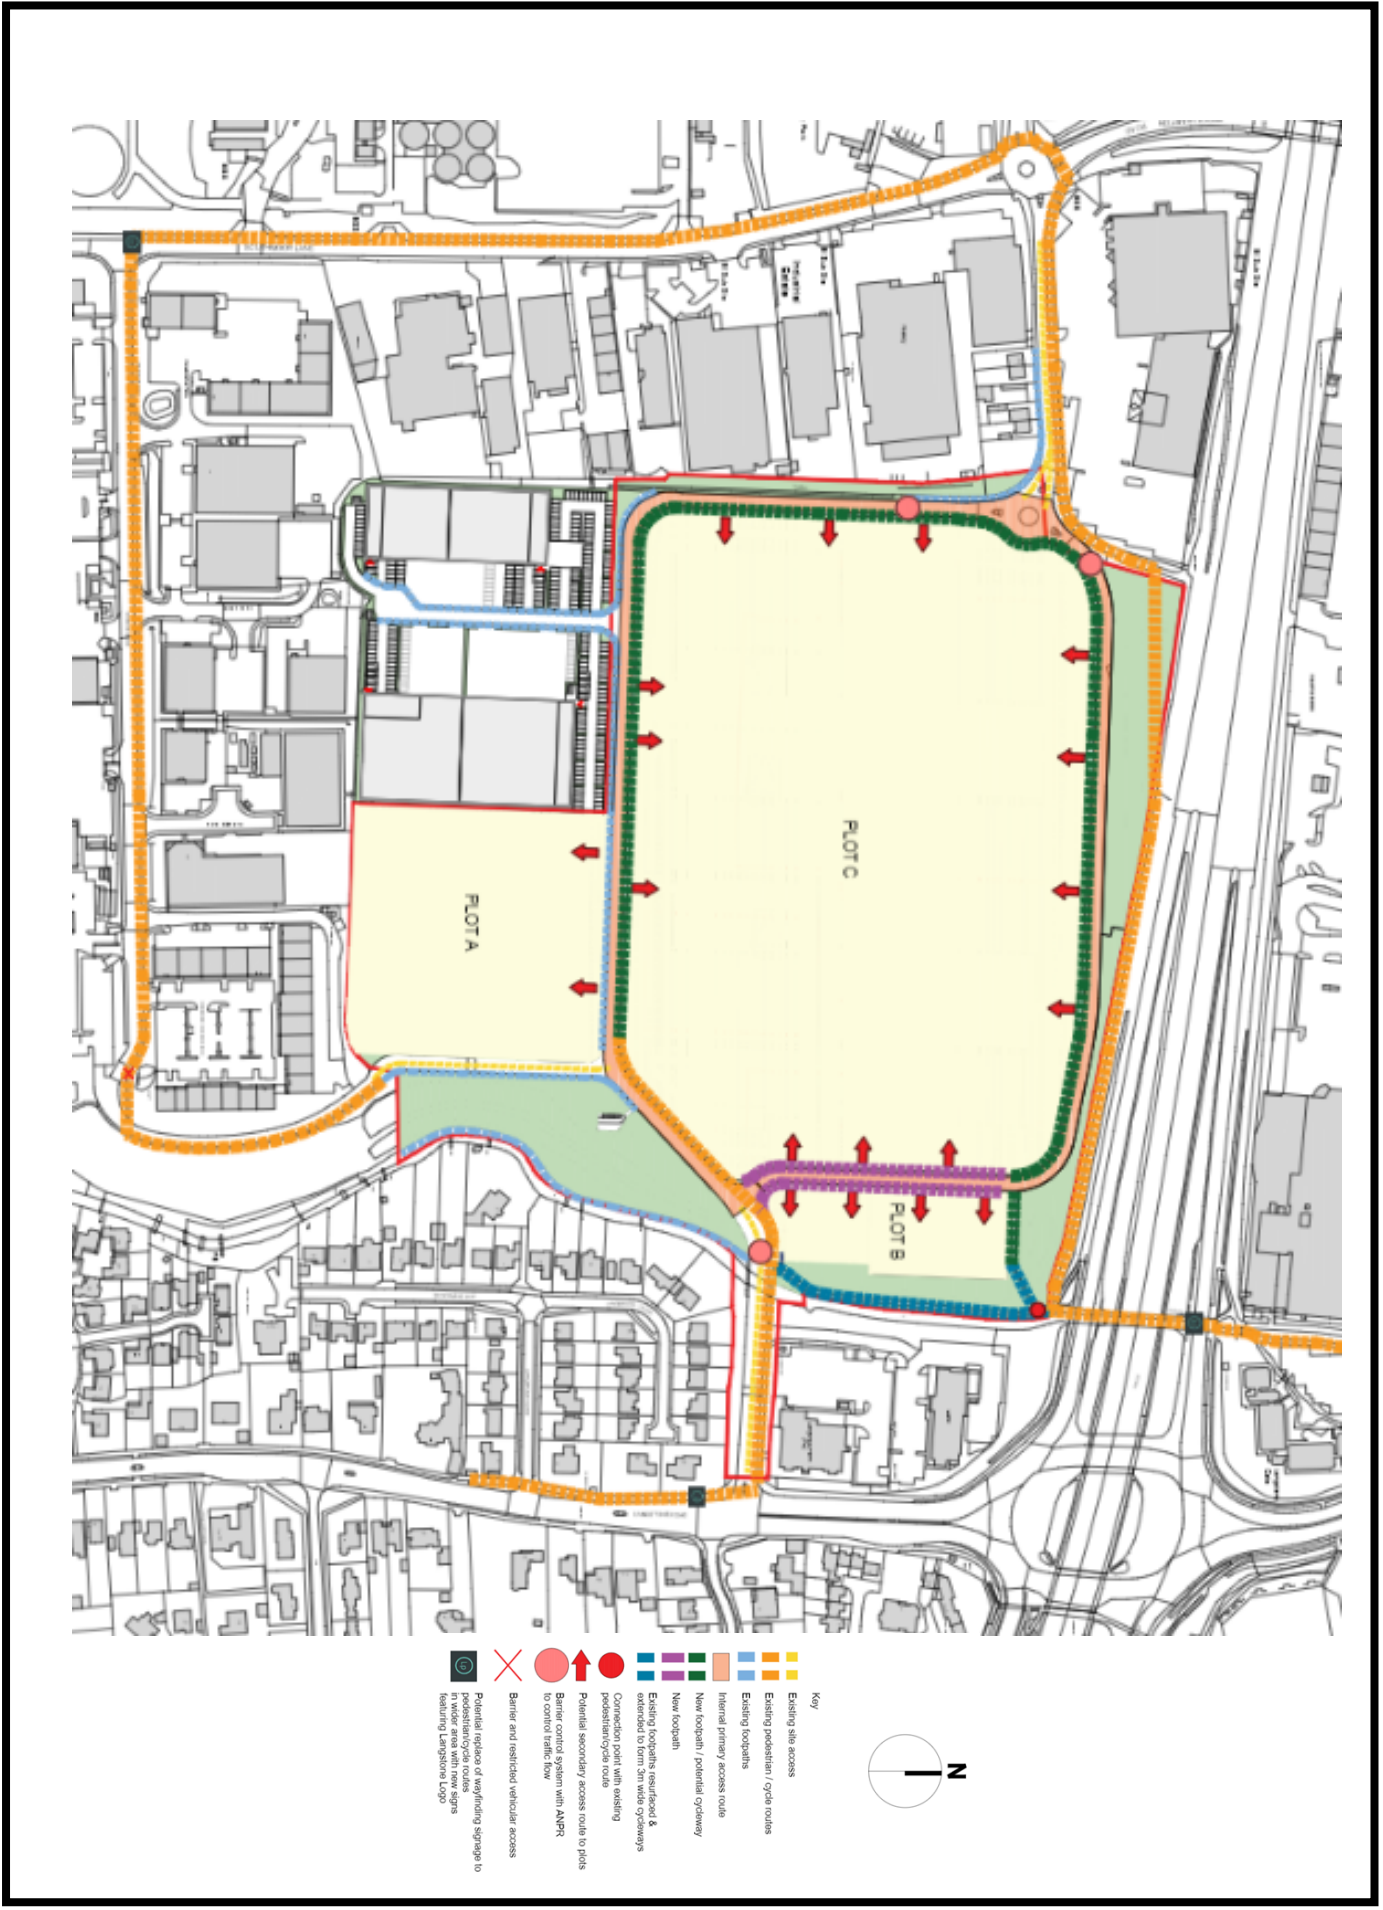 PLOT C
PLOT A
PLOT B
N
Key
Existing site access
Existing pedestrian / cycle routes
Existing footpaths
Internal primary access route
New footpath / potential cycleway
New footpath
Existing footpaths resurfaced &
extended to form 3m wide cycleways
Connection point with existing
pedestrian/cycle route
Potential secondary access route to plots
Barrier control system with ANPR
to control traffic flow
Barrier and restricted vehicular access
Potential replace of wayfinding signage to
pedestrian/cycle routes
in wider area with new signs
featuring Langstone Logo